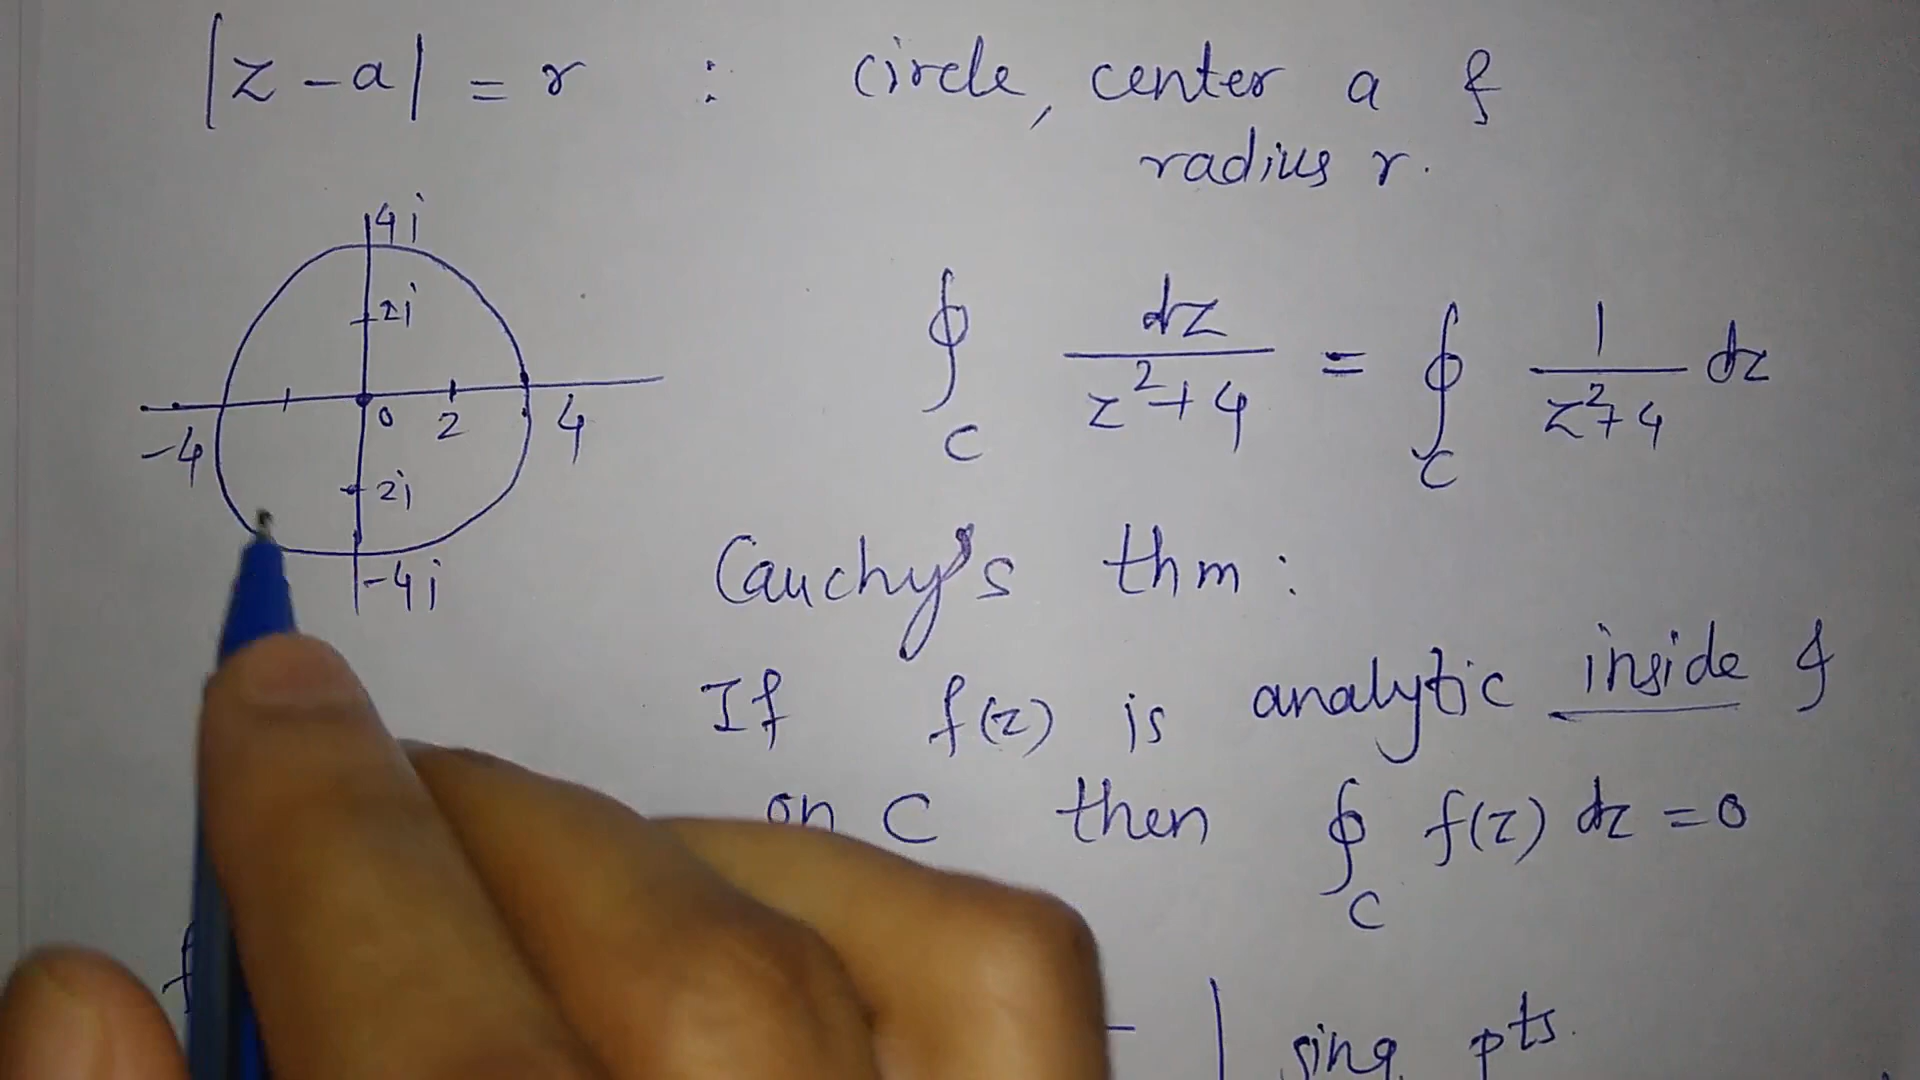 |z - a| = r : circle, center a &
radius r.
4i
2i
-4 0 2 4
2i
-4i
∮_C dz/(z²+4) = ∮_C 1/(z²+4) dz
Cauchy's thm:
If f(z) is analytic inside &
on C then ∮_C f(z) dz = 0
f
sing. pts.